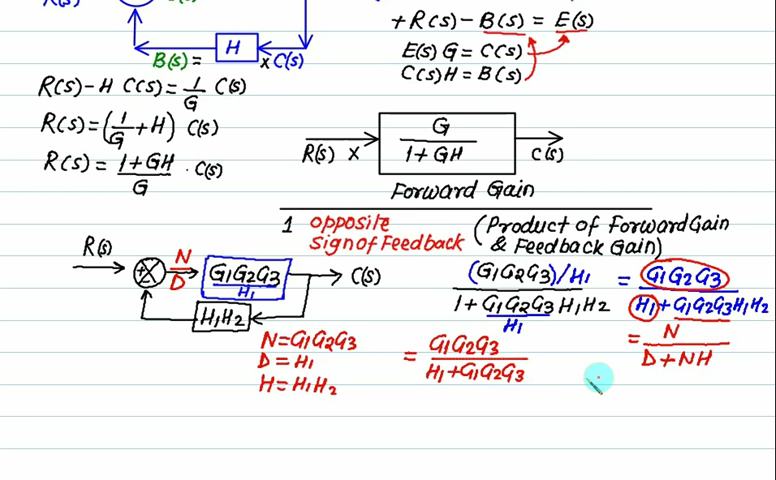 +R(s) - B(s) = E(s)
E(s) G = C(s)
C(s) H = B(s)
H
B(s) =
x C(s)
R(s) - H C(s) = 1/G C(s)
R(s) = (1/G + H) C(s)
R(s) = 1+GH/G · C(s)
R(s) x
G
1 + GH
C(s)
Forward Gain
1 opposite sign of Feedback (Product of Forward Gain & Feedback Gain)
R(s)
+
-
N
D
G1G2G3
H1
C(s)
H1H2
(G1G2G3)/H1
1 + G1G2G3 H1H2
H1
= G1G2G3
H1 + G1G2G3H1H2
N = G1G2G3
D = H1
H = H1H2
= G1G2G3
H1 + G1G2G3
= N
D + NH